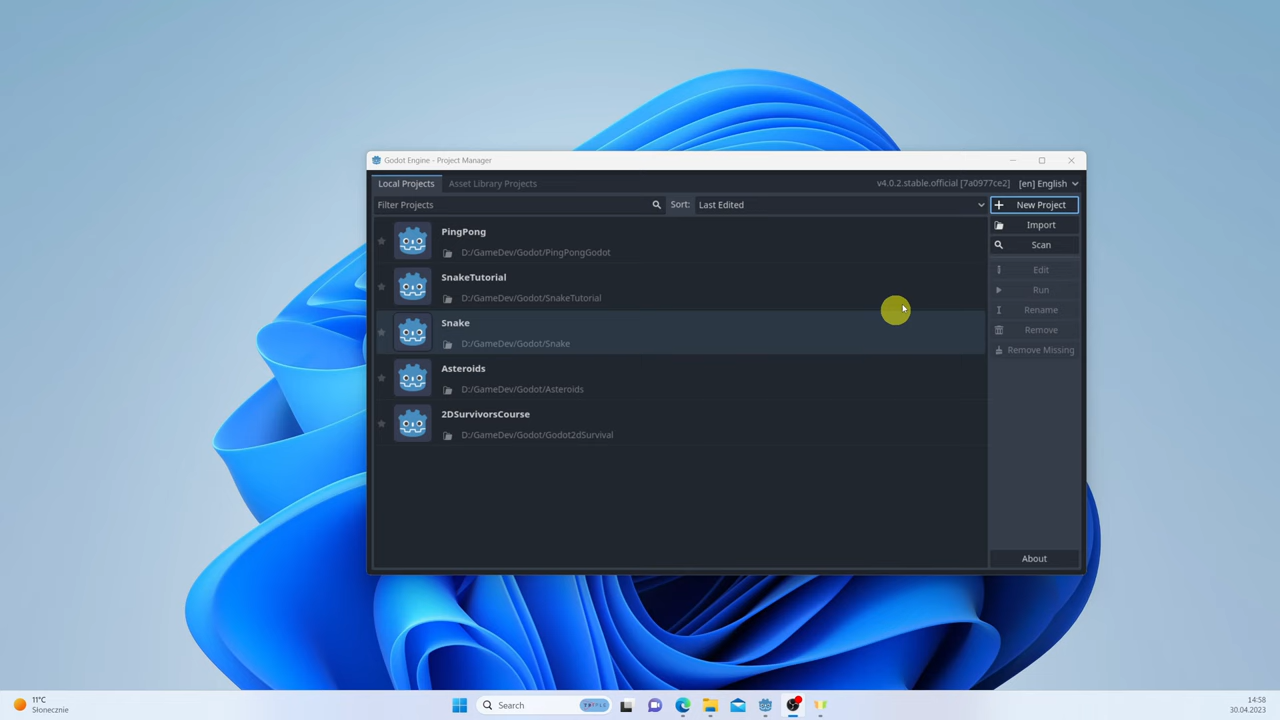 Godot Engine - Project Manager
Local Projects
Asset Library Projects
v4.0.2.stable.official [7a0977ce2]
[en] English
Filter Projects
Sort:
Last Edited
New Project
Import
Scan
Edit
Run
Rename
Remove
Remove Missing
About
PingPong
D:/GameDev/Godot/PingPongGodot
SnakeTutorial
D:/GameDev/Godot/SnakeTutorial
Snake
D:/GameDev/Godot/Snake
Asteroids
D:/GameDev/Godot/Asteroids
2DSurvivorsCourse
D:/GameDev/Godot/Godot2dSurvival
11°C
Słonecznie
Search
14:58
30.04.2023